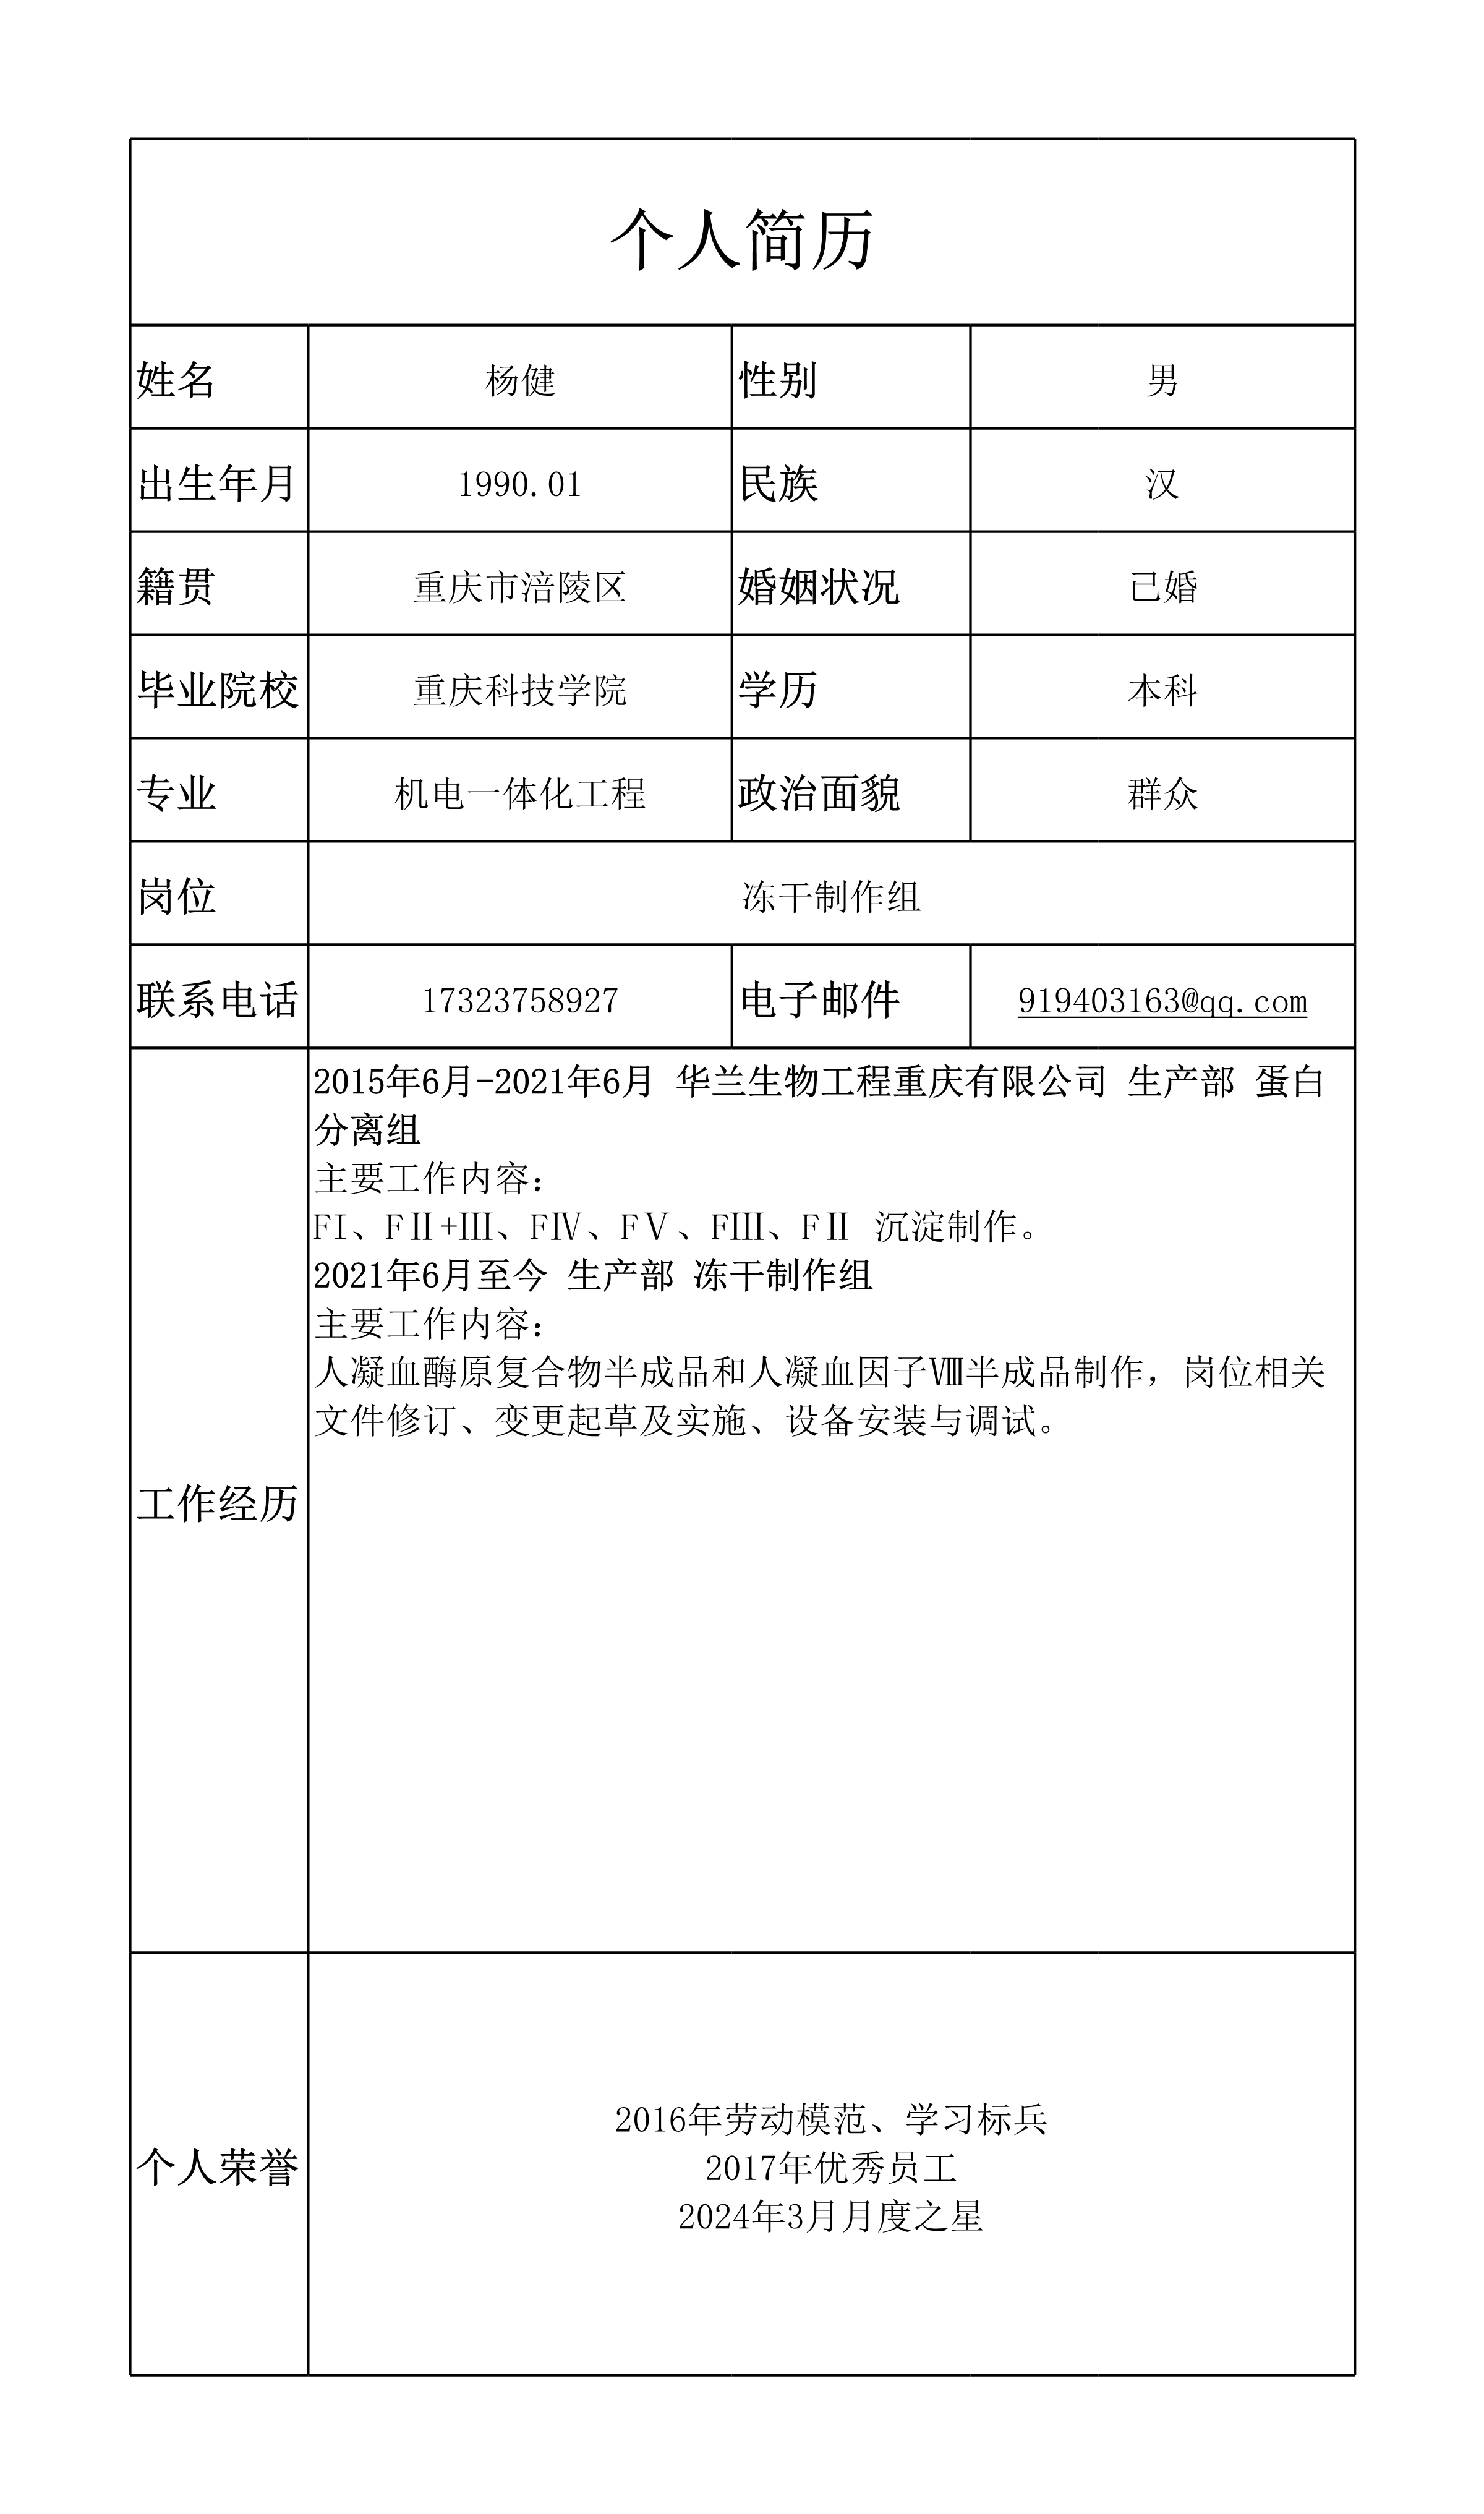 个人简历
姓名 杨健 性别 男
出生年月 1990.01 民族 汉
籍贯 重庆市涪陵区 婚姻状况 已婚
毕业院校 重庆科技学院 学历 本科
专业 机电一体化工程 政治面貌 群众
岗位 冻干制作组
联系电话 17323758927 电子邮件 919403163@qq.com
工作经历
2015年6月-2021年6月 华兰生物工程重庆有限公司 生产部 蛋白
分离组
主要工作内容：
FI、FⅡ+III、FⅣ、FⅤ、FIII、FⅡ 沉淀制作。
2021年6月至今 生产部 冻干制作组
主要工作内容：
人凝血酶原复合物半成品和人凝血因子Ⅷ半成品制作，岗位相关
文件修订、变更起草及实施、设备安装与调试。
个人荣誉
2016年劳动模范、学习标兵
2017年优秀员工
2024年3月月度之星